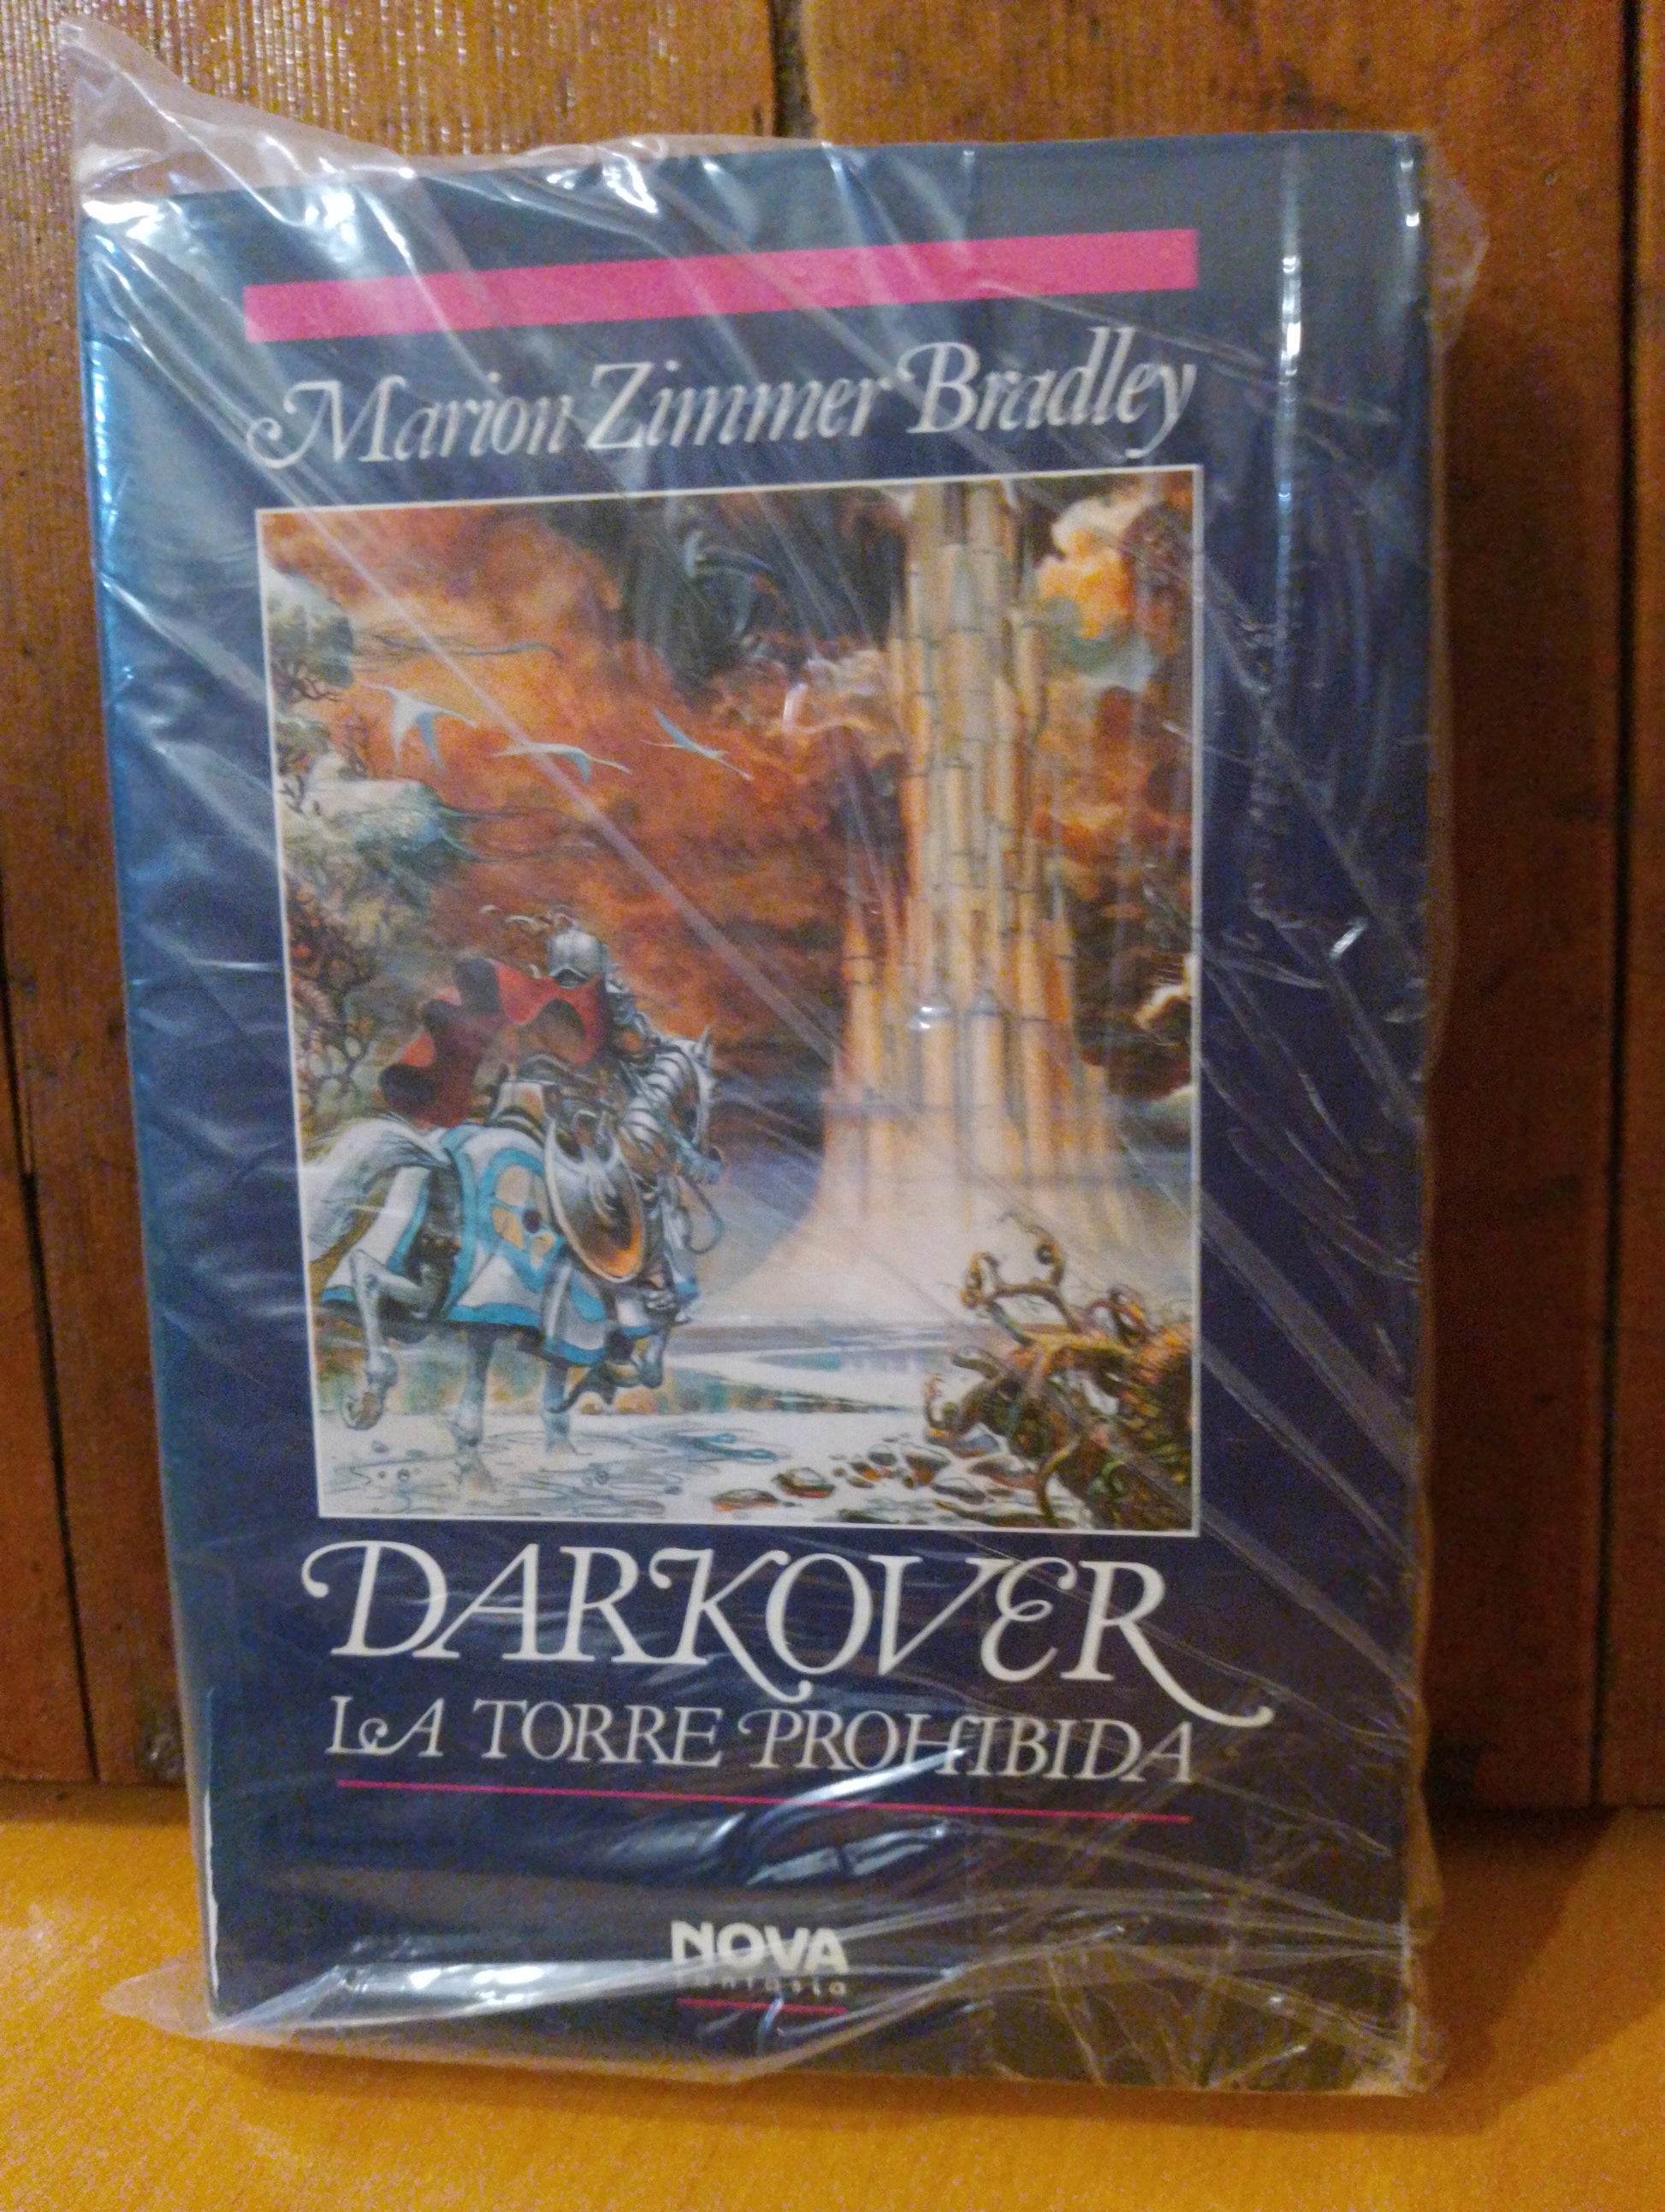 Marion Zimmer Bradley
DARKOVER
LA TORRE PROHIBIDA
NOVA
fantasía